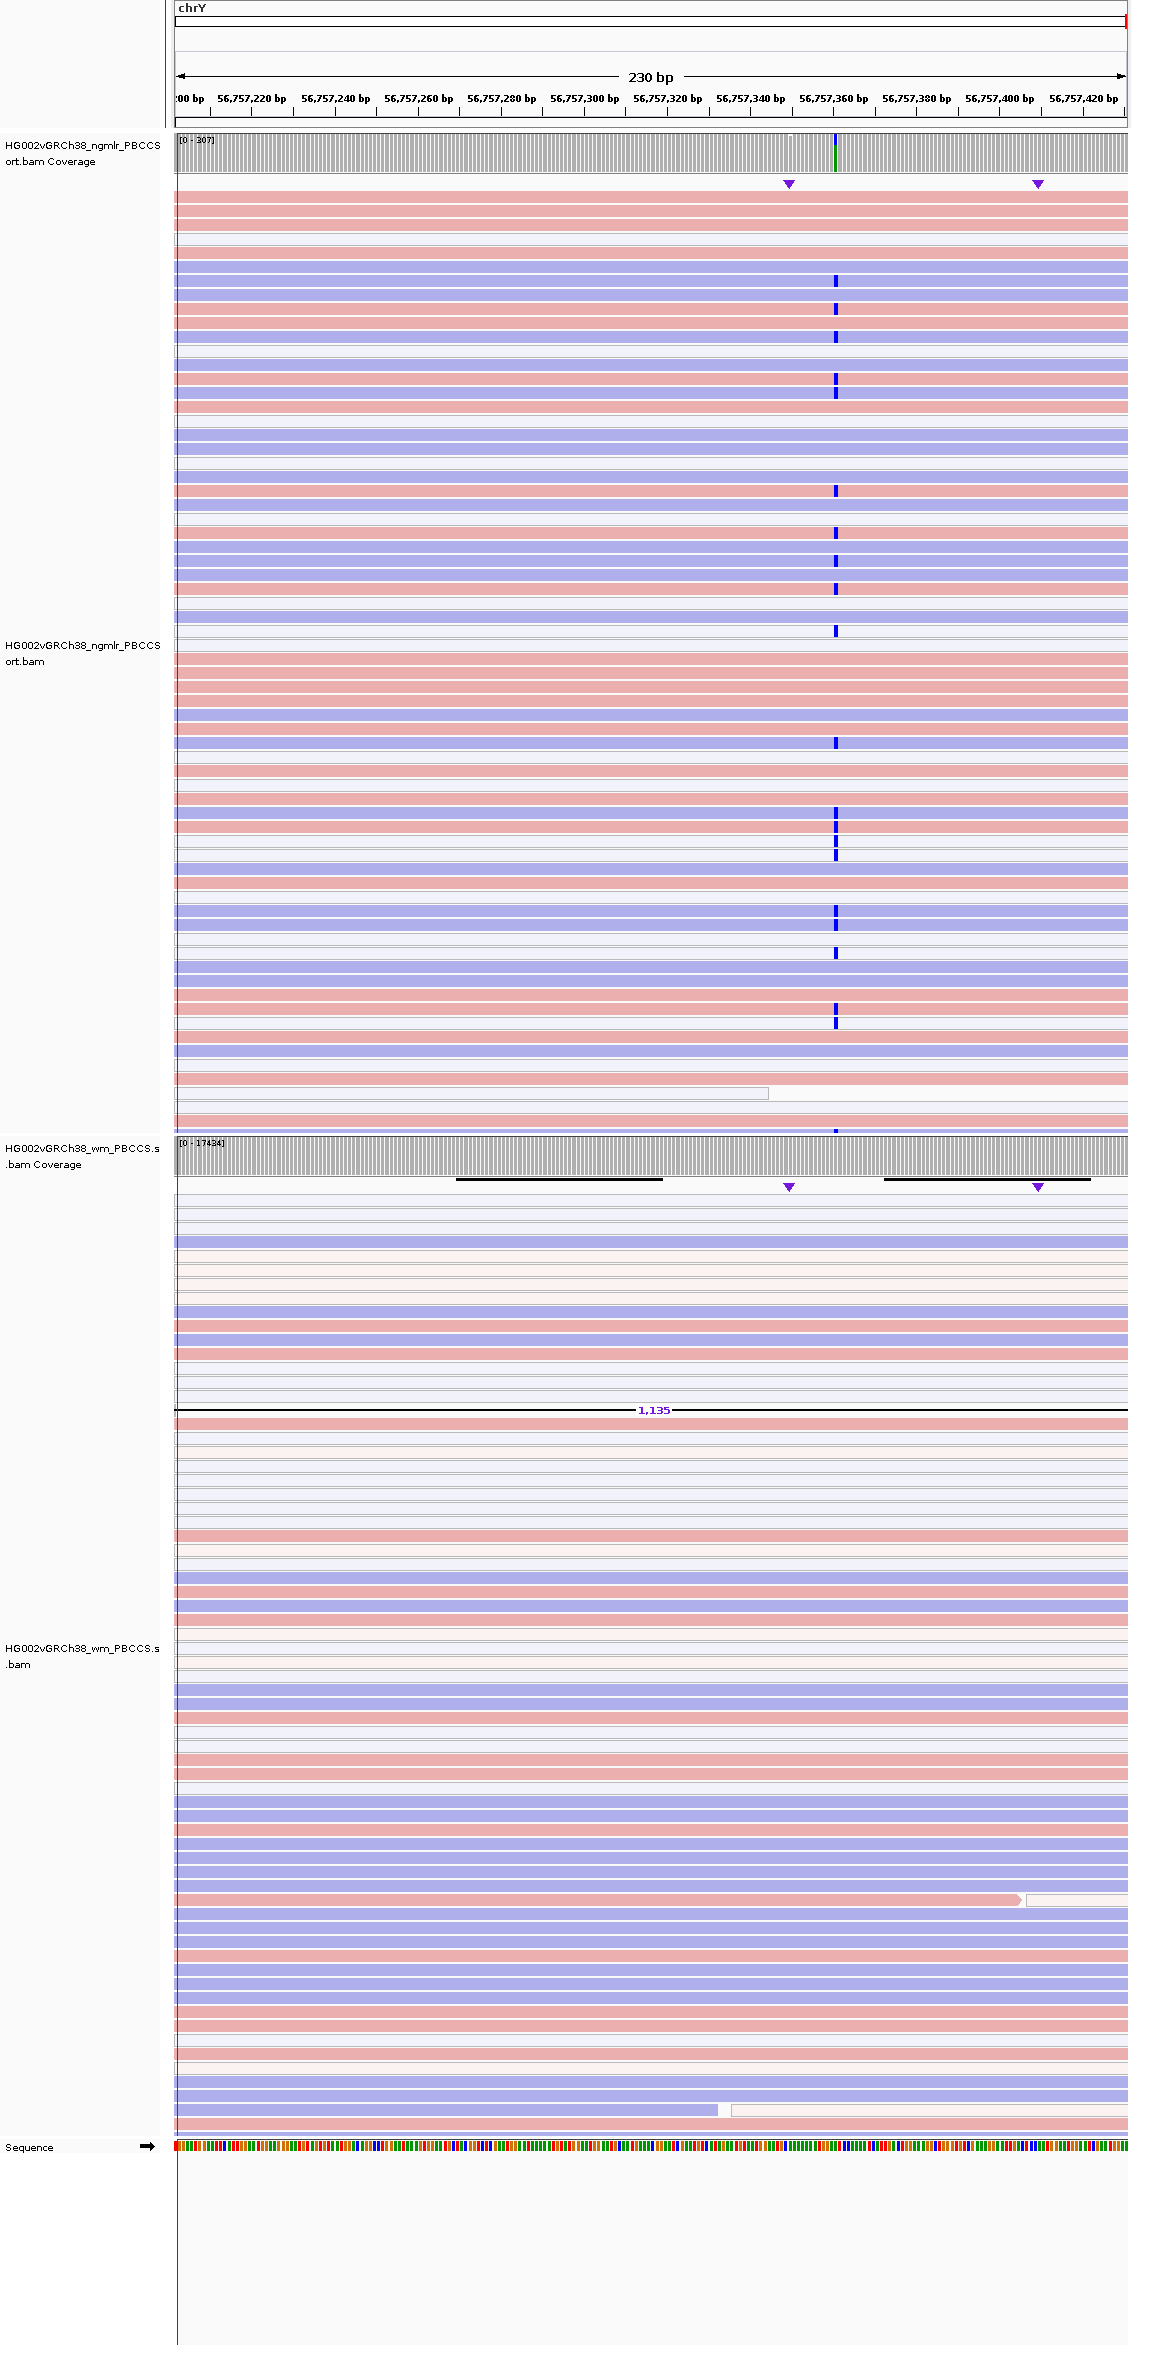 chrY
230 bp
:00 bp 56,757,220 bp 56,757,240 bp 56,757,260 bp 56,757,280 bp 56,757,300 bp 56,757,320 bp 56,757,340 bp 56,757,360 bp 56,757,380 bp 56,757,400 bp 56,757,420 bp
[0 - 307]
HG002vGRCh38_ngmlr_PBCCS
ort.bam Coverage
HG002vGRCh38_ngmlr_PBCCS
ort.bam
[0 - 17434]
HG002vGRCh38_wm_PBCCS.s
.bam Coverage
1,135
HG002vGRCh38_wm_PBCCS.s
.bam
Sequence